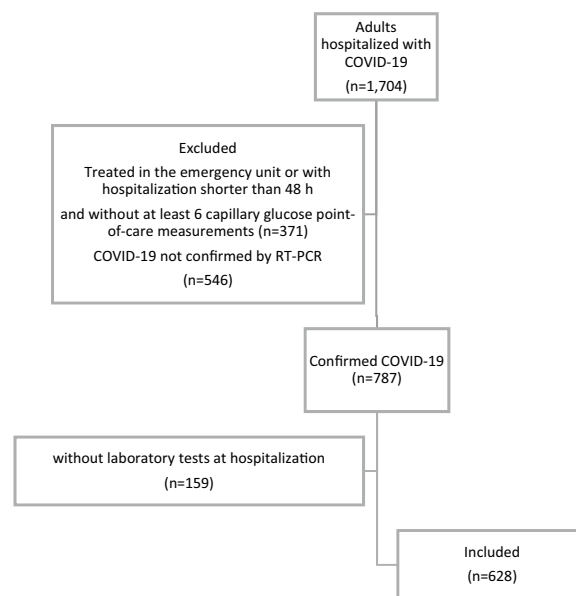 Adults
hospitalized with
COVID-19
(n=1,704)
Excluded
Treated in the emergency unit or with
hospitalization shorter than 48 h
and without at least 6 capillary glucose point-
of-care measurements (n=371)
COVID-19 not confirmed by RT-PCR
(n=546)
Confirmed COVID-19
(n=787)
without laboratory tests at hospitalization
(n=159)
Included
(n=628)